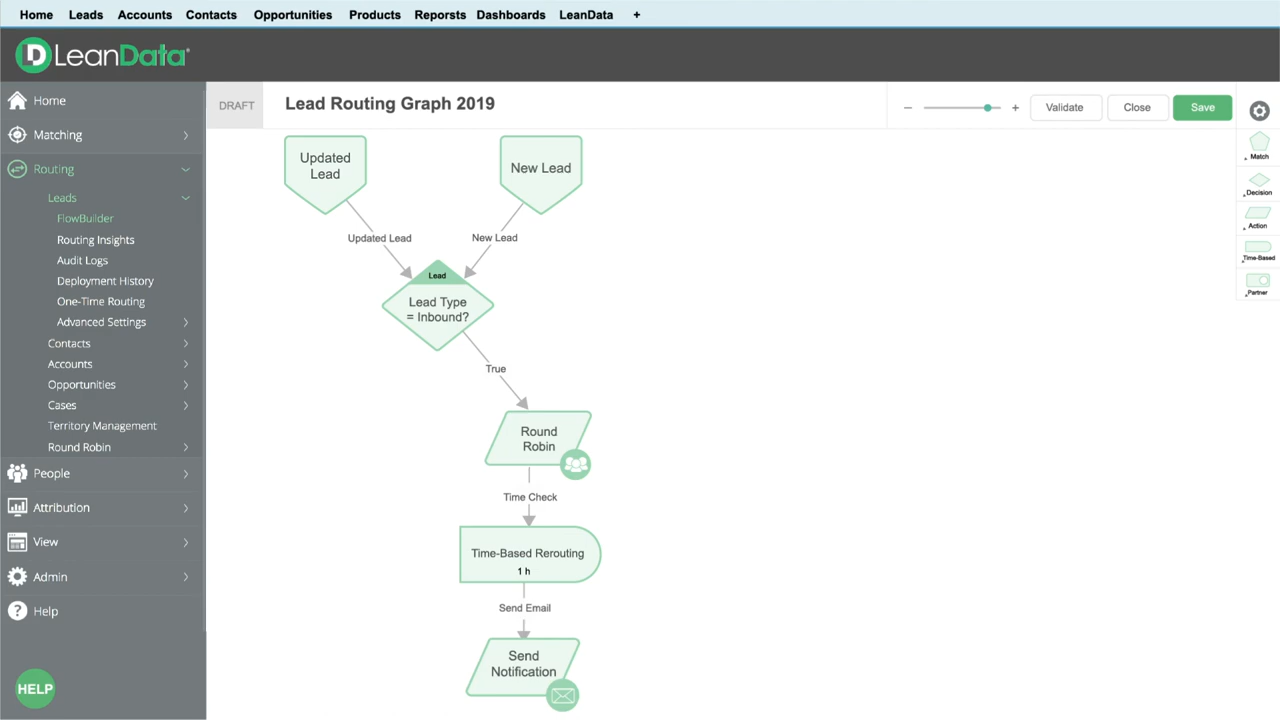 Home Leads Accounts Contacts Opportunities Products Reporsts Dashboards LeanData +
LeanData®
Home
Matching
Routing
Leads
FlowBuilder
Routing Insights
Audit Logs
Deployment History
One-Time Routing
Advanced Settings
Contacts
Accounts
Opportunities
Cases
Territory Management
Round Robin
People
Attribution
View
Admin
Help
HELP
DRAFT
Lead Routing Graph 2019
− +
Validate
Close
Save
Updated
Lead
New Lead
Updated Lead
New Lead
Lead
Lead Type
= Inbound?
True
Round
Robin
Time Check
Time-Based Rerouting
1 h
Send Email
Send
Notification
Match
Decision
Action
Time-Based
Partner